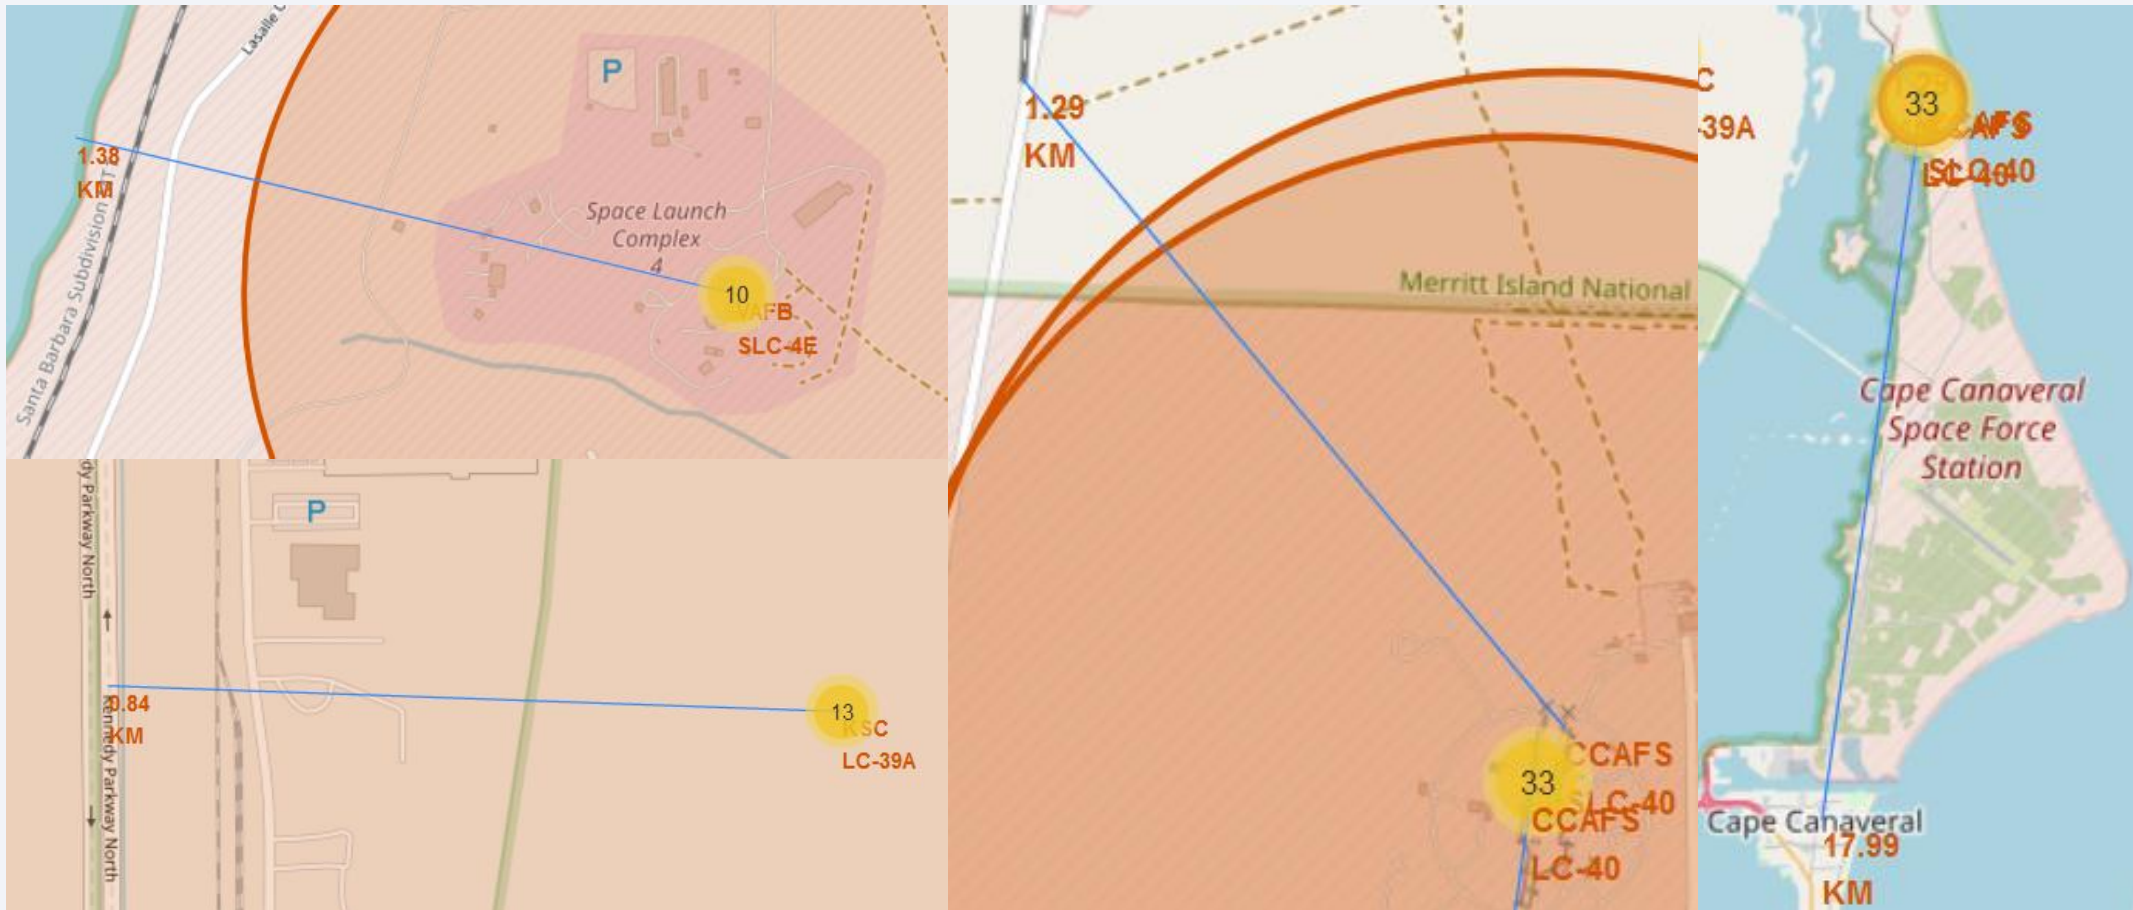 Lasalle
P
1.38
KM
Space Launch
Complex
4
10
VAFB
SLC-4E
Santa Barbara Subdivision
P
dy Parkway North
0.84
KM
Kennedy Parkway North
13
KSC
LC-39A
1.29
KM
Merritt Island National
33
CCAFS
SLC-40
CCAFS
LC-40
C
-39A
33
Cape Canaveral
Space Force
Station
Cape Canaveral
17.99
KM